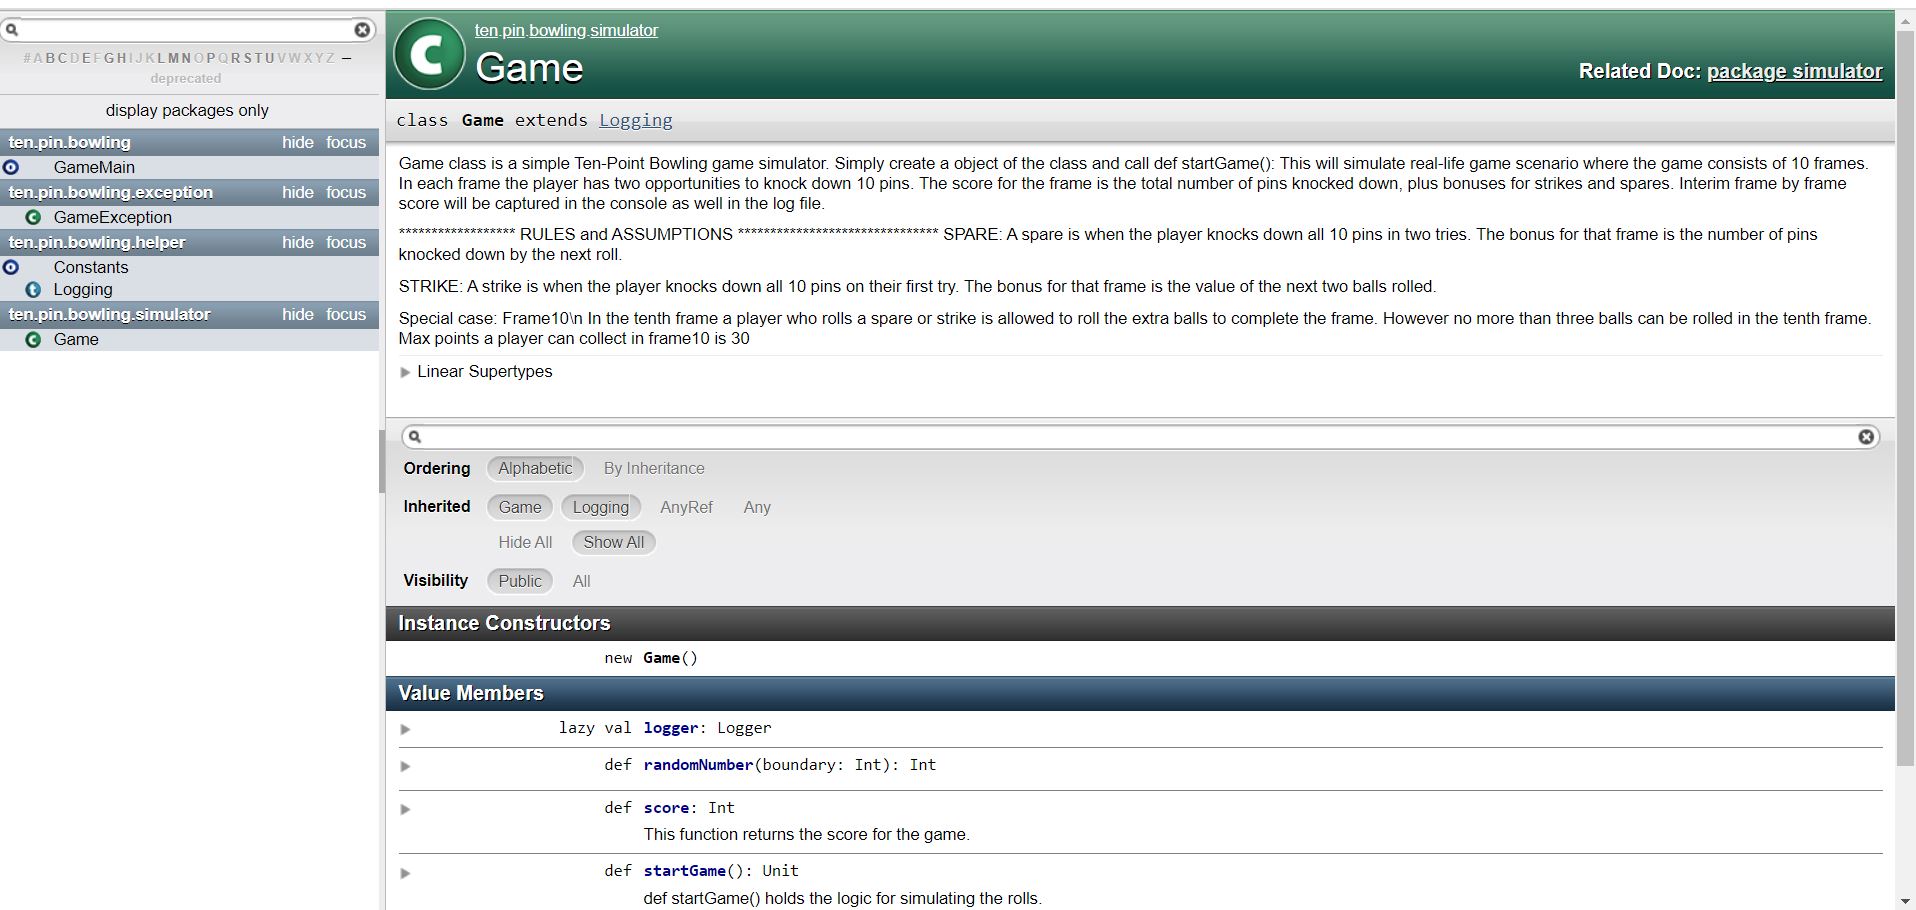 #ABCDEFGHIJKLMNOPQRSTUVWXYZ –
deprecated
display packages only
ten.pin.bowling hide focus
GameMain
ten.pin.bowling.exception hide focus
GameException
ten.pin.bowling.helper hide focus
Constants
Logging
ten.pin.bowling.simulator hide focus
Game
ten.pin.bowling.simulator
Game
Related Doc: package simulator
class Game extends Logging
Game class is a simple Ten-Point Bowling game simulator. Simply create a object of the class and call def startGame(): This will simulate real-life game scenario where the game consists of 10 frames.
In each frame the player has two opportunities to knock down 10 pins. The score for the frame is the total number of pins knocked down, plus bonuses for strikes and spares. Interim frame by frame
score will be captured in the console as well in the log file.
****************** RULES and ASSUMPTIONS ******************************* SPARE: A spare is when the player knocks down all 10 pins in two tries. The bonus for that frame is the number of pins
knocked down by the next roll.
STRIKE: A strike is when the player knocks down all 10 pins on their first try. The bonus for that frame is the value of the next two balls rolled.
Special case: Frame10\n In the tenth frame a player who rolls a spare or strike is allowed to roll the extra balls to complete the frame. However no more than three balls can be rolled in the tenth frame.
Max points a player can collect in frame10 is 30
Linear Supertypes
Ordering Alphabetic By Inheritance
Inherited Game Logging AnyRef Any
Hide All Show All
Visibility Public All
Instance Constructors
new Game()
Value Members
lazy val logger: Logger
def randomNumber(boundary: Int): Int
def score: Int
This function returns the score for the game.
def startGame(): Unit
def startGame() holds the logic for simulating the rolls.